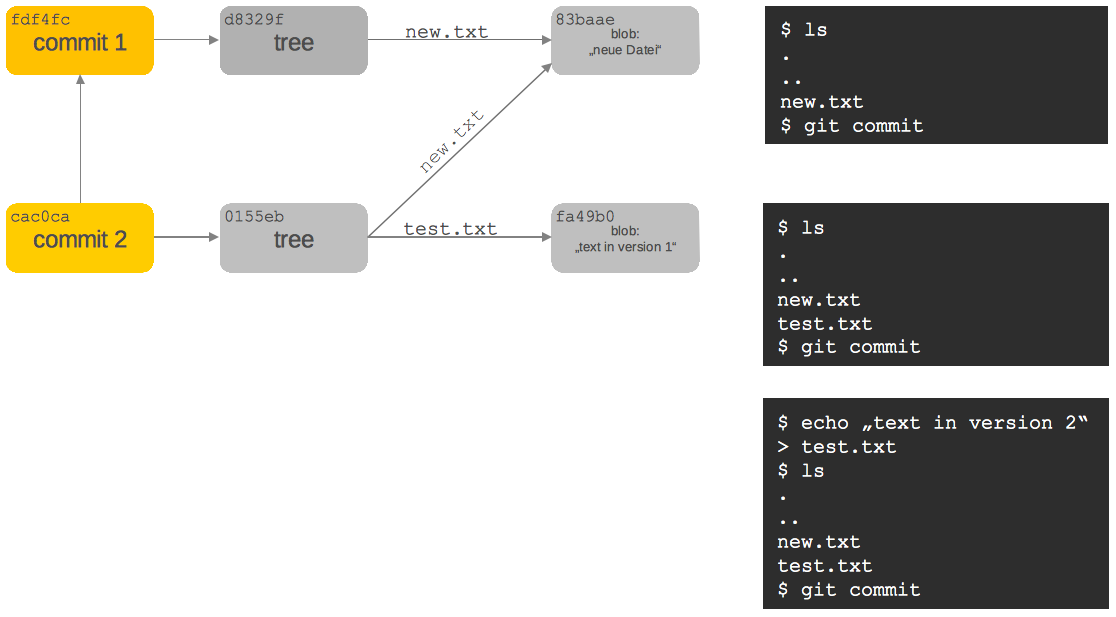 fdf4fc
commit 1
d8329f
tree
new.txt
83baae
blob:
„neue Datei“
$ ls
.
..
new.txt
$ git commit
new.txt
cac0ca
commit 2
0155eb
tree
test.txt
fa49b0
blob:
„text in version 1“
$ ls
.
..
new.txt
test.txt
$ git commit
$ echo „text in version 2“
> test.txt
$ ls
.
..
new.txt
test.txt
$ git commit